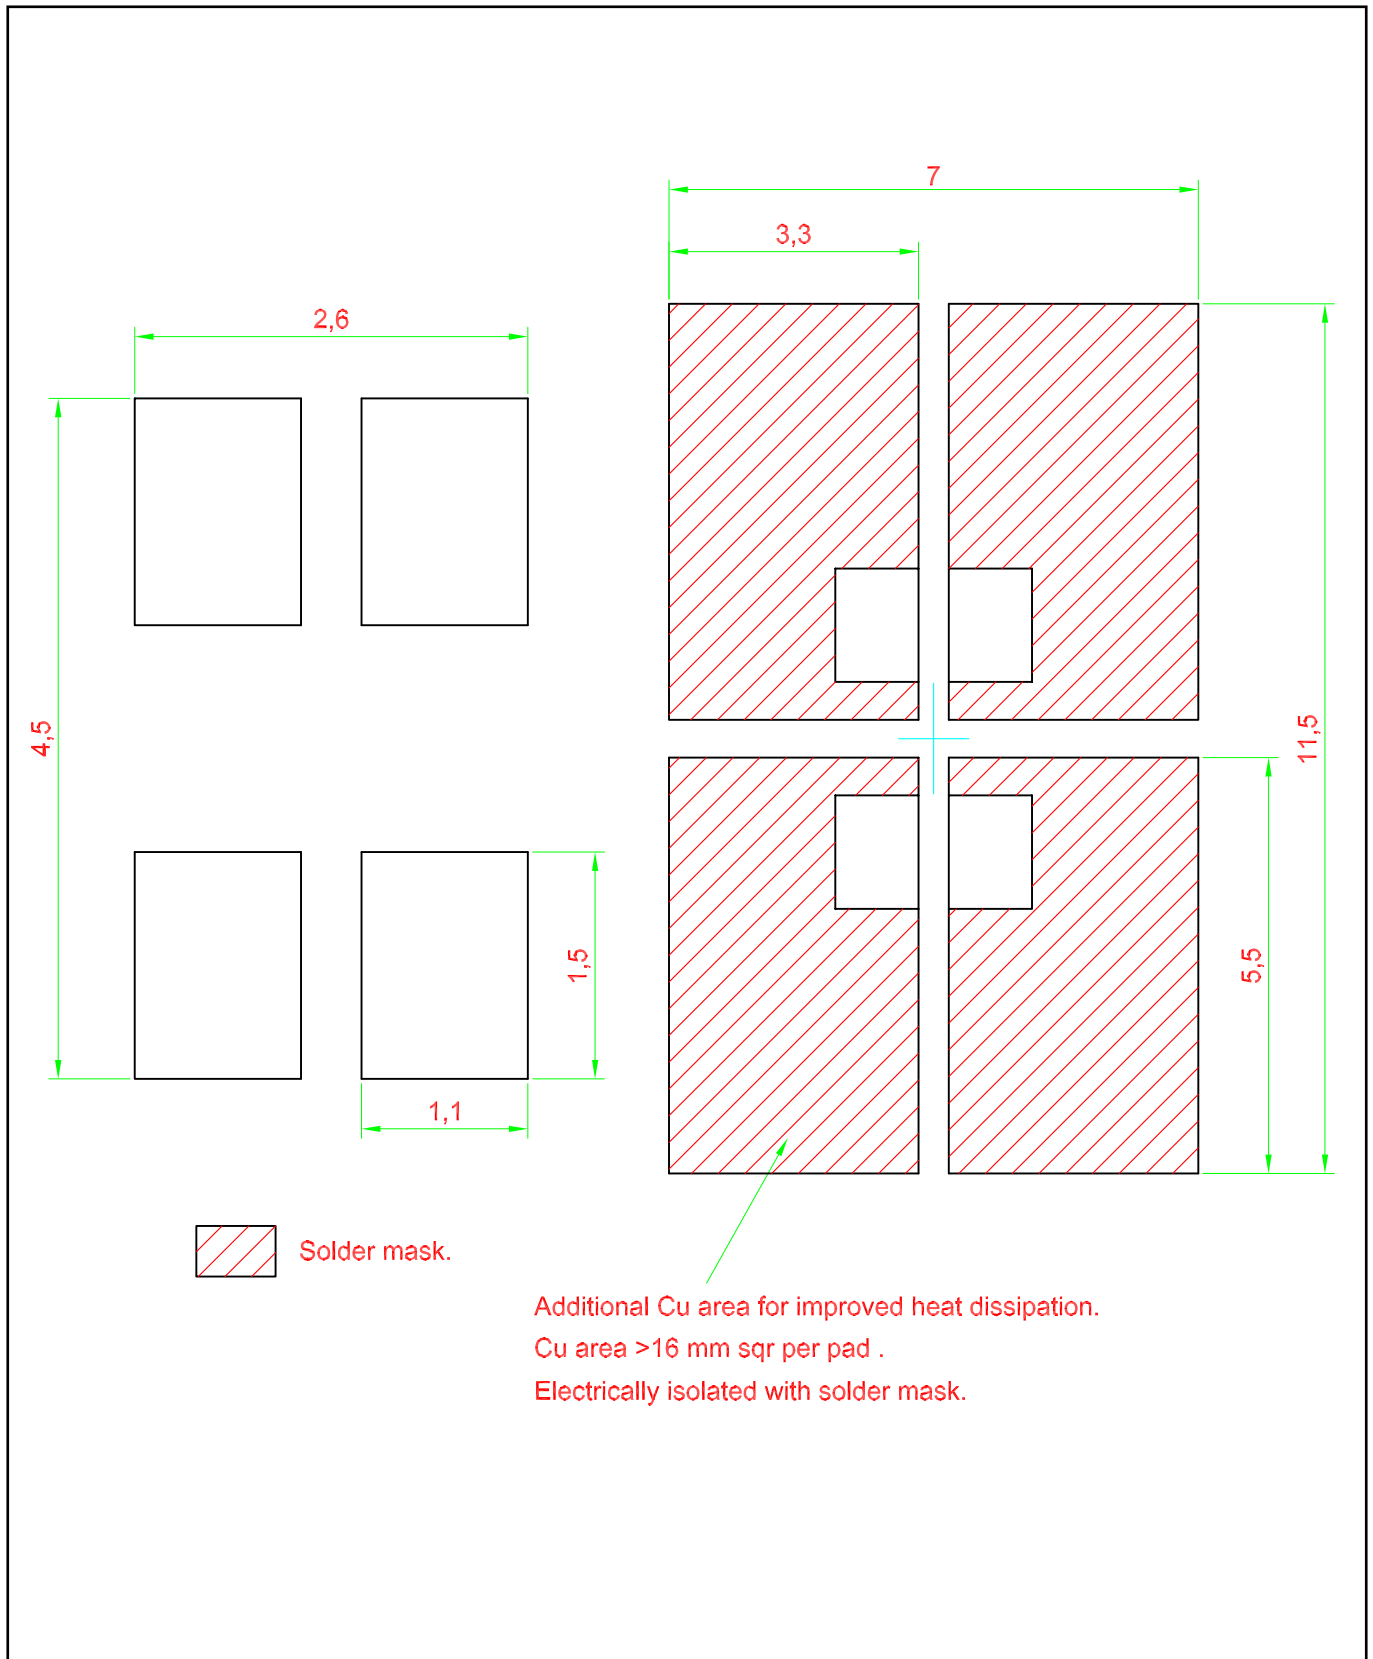 7
3,3
2,6
4,5
11,5
5,5
1,5
1,1
Solder mask.
Additional Cu area for improved heat dissipation.
Cu area >16 mm sqr per pad .
Electrically isolated with solder mask.